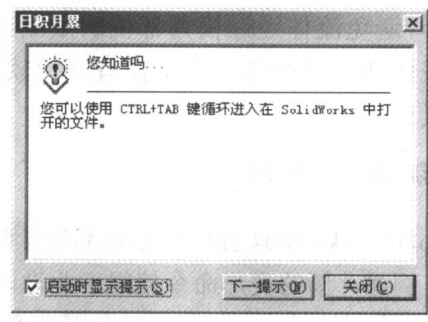 日积月累
您知道吗...
您可以使用 CTRL+TAB 键循环进入在 SolidWorks 中打
开的文件。
启动时显示提示(S)
下一提示(N)
关闭(C)